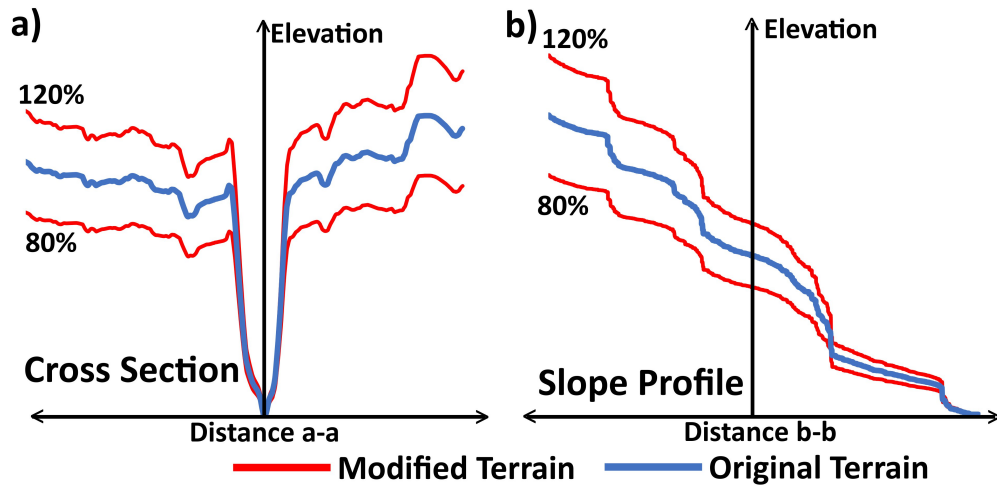 a)
Elevation
120%
80%
Cross Section
Distance a-a
b)
Elevation
120%
80%
Slope Profile
Distance b-b
Modified Terrain
Original Terrain